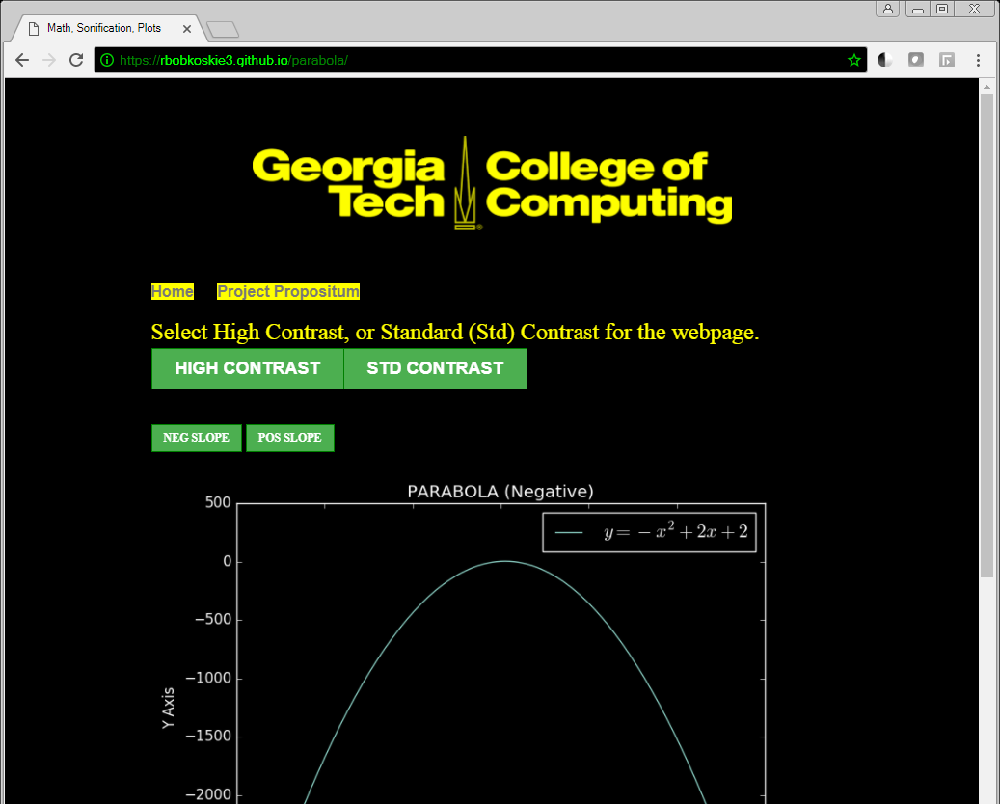 Math, Sonification, Plots
https://rbobkoskie3.github.io/parabola/
Georgia Tech
College of Computing
®
Home Project Propositum
Select High Contrast, or Standard (Std) Contrast for the webpage.
HIGH CONTRAST STD CONTRAST
NEG SLOPE POS SLOPE
PARABOLA (Negative)
y = −x² + 2x + 2
500
0
−500
−1000
−1500
−2000
Y Axis